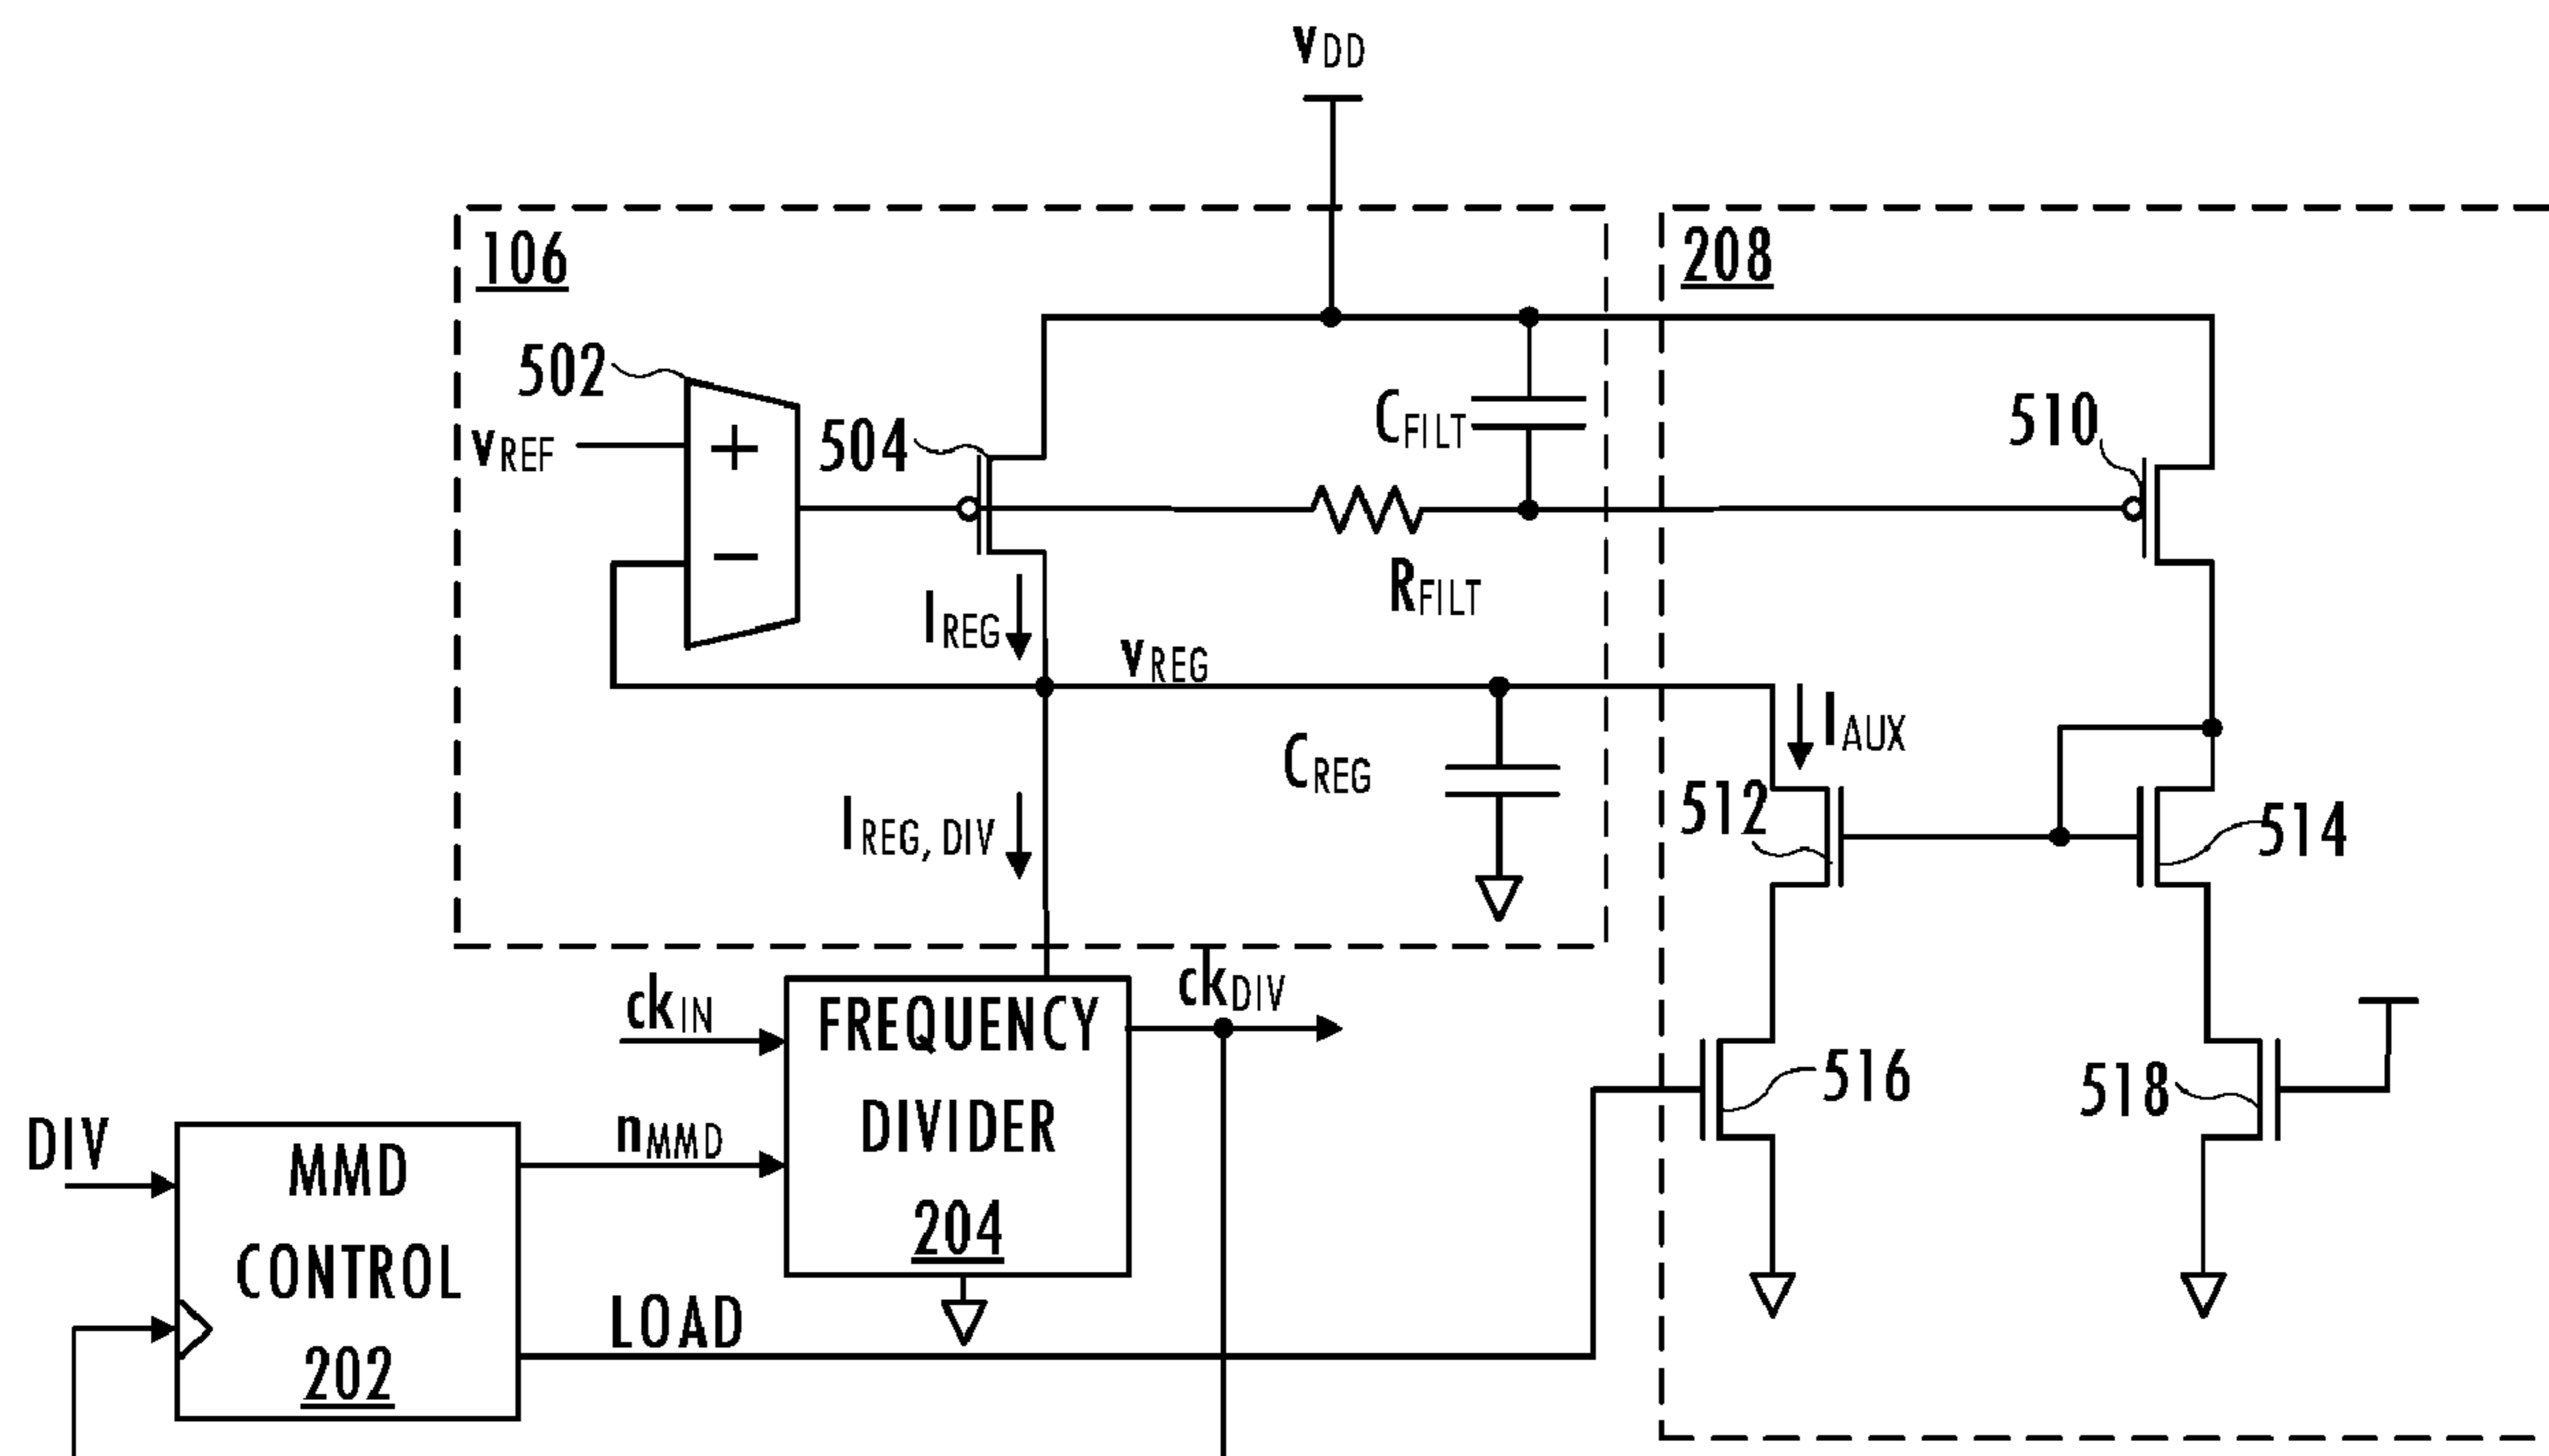 vDD
106
208
502
vREF
+
−
504
CFILT
510
RFILT
IREG
vREG
IAUX
CREG
512
514
IREG, DIV
ckIN
ckDIV
FREQUENCY
DIVIDER
204
516
518
DIV
nMMD
MMD
CONTROL
202
LOAD